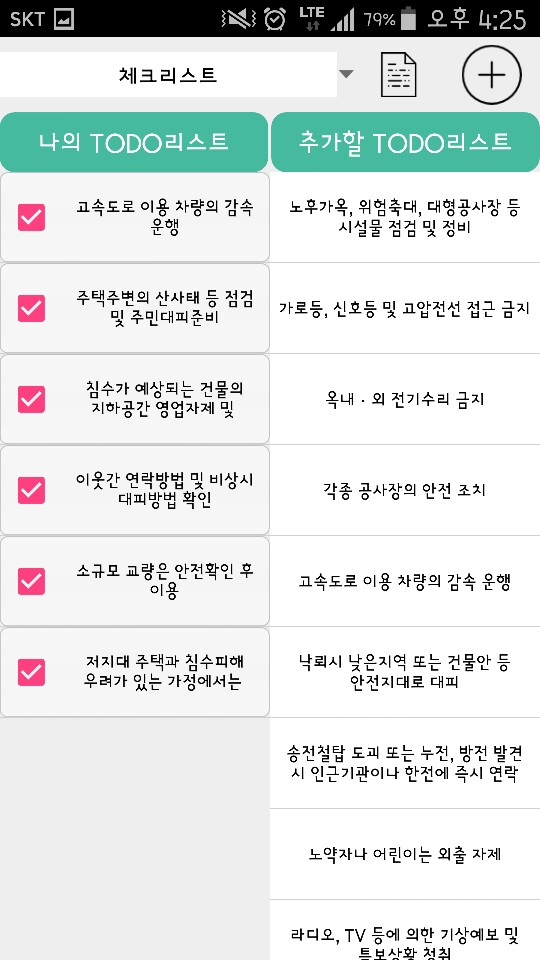 SKT LTE 79% 오후 4:25
체크리스트
나의 TODO리스트
고속도로 이용 차량의 감속
운행
주택주변의 산사태 등 점검
및 주민대피준비
침수가 예상되는 건물의
지하공간 영업자제 및
이웃간 연락방법 및 비상시
대피방법 확인
소규모 교량은 안전확인 후
이용
저지대 주택과 침수피해
우려가 있는 가정에서는
추가할 TODO리스트
노후가옥, 위험축대, 대형공사장 등
시설물 점검 및 정비
가로등, 신호등 및 고압전선 접근 금지
옥내 · 외 전기수리 금지
각종 공사장의 안전 조치
고속도로 이용 차량의 감속 운행
낙뢰시 낮은지역 또는 건물안 등
안전지대로 대피
송전철탑 도괴 또는 누전, 방전 발견
시 인근기관이나 한전에 즉시 연락
노약자나 어린이는 외출 자제
라디오, TV 등에 의한 기상예보 및
특보상황 청취